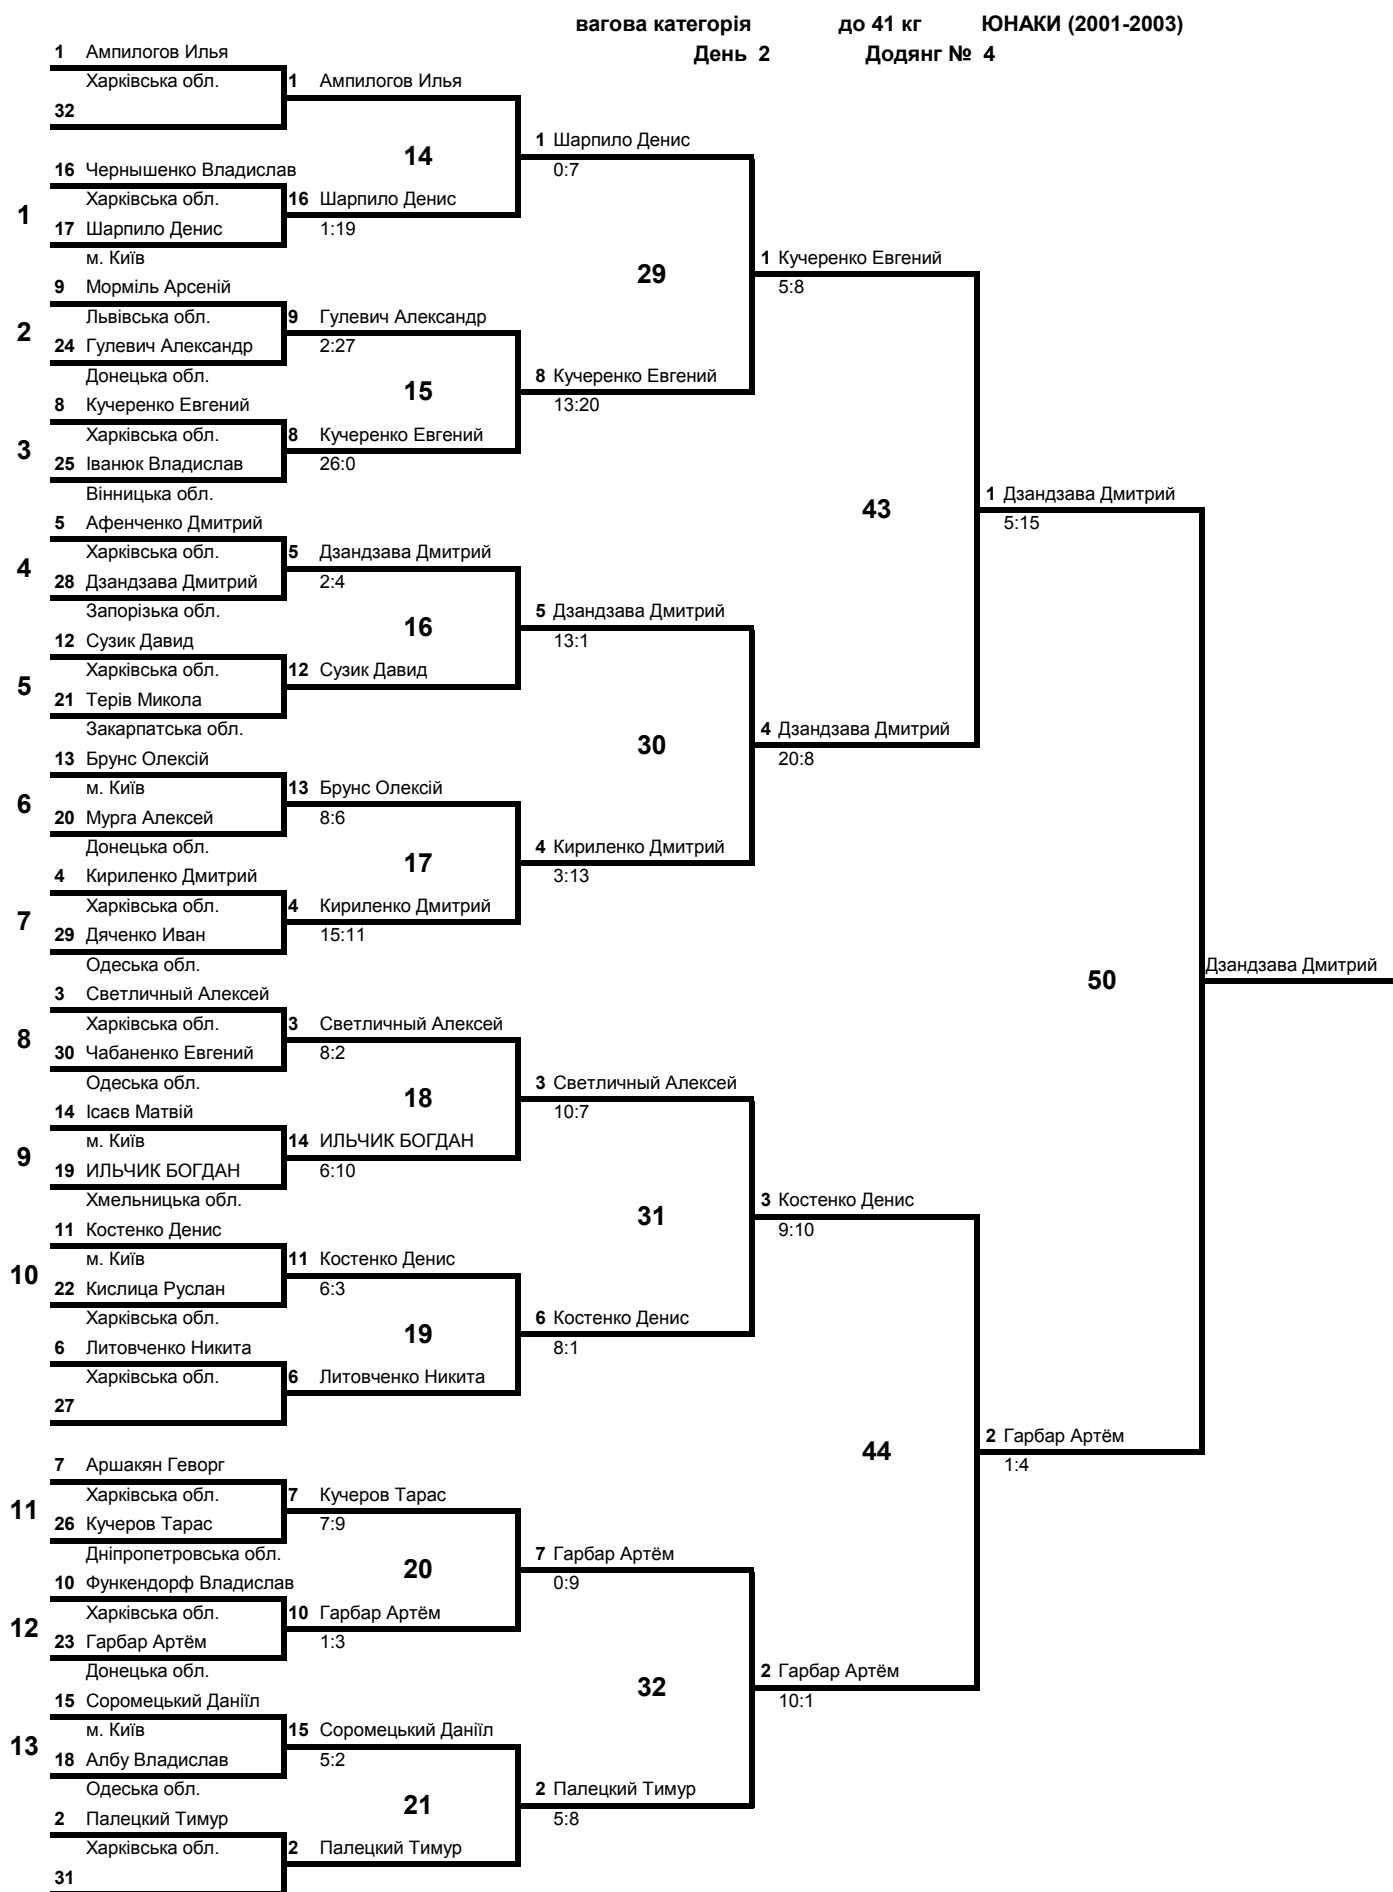 вагова категорія до 41 кг ЮНАКИ (2001-2003)
День 2 Додянг № 4
1 Ампилогов Илья
Харківська обл.
32
16 Чернышенко Владислав
Харківська обл.
1
17 Шарпило Денис
м. Київ
9 Морміль Арсеній
Львівська обл.
2
24 Гулевич Александр
Донецька обл.
8 Кучеренко Евгений
Харківська обл.
3
25 Іванюк Владислав
Вінницька обл.
5 Афенченко Дмитрий
Харківська обл.
4
28 Дзандзава Дмитрий
Запорізька обл.
12 Сузик Давид
Харківська обл.
5
21 Терів Микола
Закарпатська обл.
13 Брунс Олексій
м. Київ
6
20 Мурга Алексей
Донецька обл.
4 Кириленко Дмитрий
Харківська обл.
7
29 Дяченко Иван
Одеська обл.
3 Светличный Алексей
Харківська обл.
8
30 Чабаненко Евгений
Одеська обл.
14 Ісаєв Матвій
м. Київ
9
19 ИЛЬЧИК БОГДАН
Хмельницька обл.
11 Костенко Денис
м. Київ
10
22 Кислица Руслан
Харківська обл.
6 Литовченко Никита
Харківська обл.
27
7 Аршакян Геворг
Харківська обл.
11
26 Кучеров Тарас
Дніпропетровська обл.
10 Функендорф Владислав
Харківська обл.
12
23 Гарбар Артём
Донецька обл.
15 Соромецький Даніїл
м. Київ
13
18 Албу Владислав
Одеська обл.
2 Палецкий Тимур
Харківська обл.
31
1 Ампилогов Илья
14
16 Шарпило Денис
1:19
9 Гулевич Александр
2:27
15
8 Кучеренко Евгений
26:0
5 Дзандзава Дмитрий
2:4
16
12 Сузик Давид
13 Брунс Олексій
8:6
17
4 Кириленко Дмитрий
15:11
3 Светличный Алексей
8:2
18
14 ИЛЬЧИК БОГДАН
6:10
11 Костенко Денис
6:3
19
6 Литовченко Никита
7 Кучеров Тарас
7:9
20
10 Гарбар Артём
1:3
15 Соромецький Даніїл
5:2
21
2 Палецкий Тимур
1 Шарпило Денис
0:7
29
8 Кучеренко Евгений
13:20
5 Дзандзава Дмитрий
13:1
30
4 Кириленко Дмитрий
3:13
3 Светличный Алексей
10:7
31
6 Костенко Денис
8:1
7 Гарбар Артём
0:9
32
2 Палецкий Тимур
5:8
1 Кучеренко Евгений
5:8
43
4 Дзандзава Дмитрий
20:8
3 Костенко Денис
9:10
44
2 Гарбар Артём
10:1
1 Дзандзава Дмитрий
5:15
50
2 Гарбар Артём
1:4
Дзандзава Дмитрий